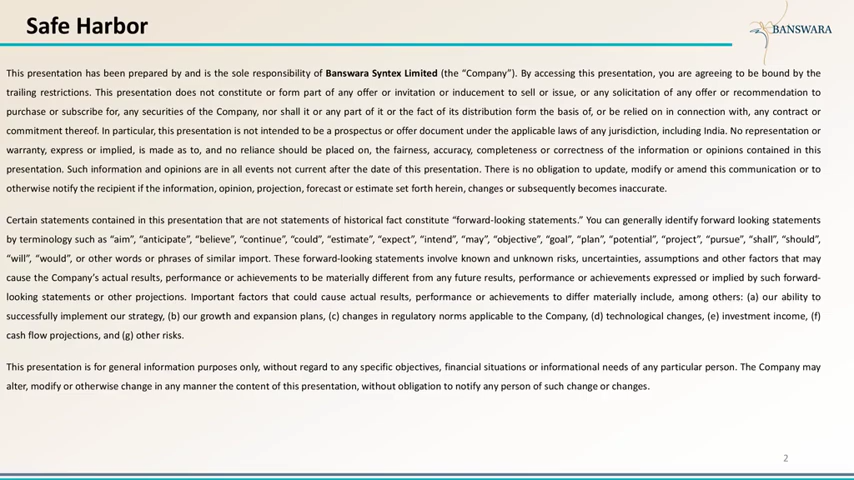 Safe Harbor
BANSWARA
This presentation has been prepared by and is the sole responsibility of Banswara Syntex Limited (the “Company”). By accessing this presentation, you are agreeing to be bound by the
trailing restrictions. This presentation does not constitute or form part of any offer or invitation or inducement to sell or issue, or any solicitation of any offer or recommendation to
purchase or subscribe for, any securities of the Company, nor shall it or any part of it or the fact of its distribution form the basis of, or be relied on in connection with, any contract or
commitment thereof. In particular, this presentation is not intended to be a prospectus or offer document under the applicable laws of any jurisdiction, including India. No representation or
warranty, express or implied, is made as to, and no reliance should be placed on, the fairness, accuracy, completeness or correctness of the information or opinions contained in this
presentation. Such information and opinions are in all events not current after the date of this presentation. There is no obligation to update, modify or amend this communication or to
otherwise notify the recipient if the information, opinion, projection, forecast or estimate set forth herein, changes or subsequently becomes inaccurate.
Certain statements contained in this presentation that are not statements of historical fact constitute “forward-looking statements.” You can generally identify forward looking statements
by terminology such as “aim”, “anticipate”, “believe”, “continue”, “could”, “estimate”, “expect”, “intend”, “may”, “objective”, “goal”, “plan”, “potential”, “project”, “pursue”, “shall”, “should”,
“will”, “would”, or other words or phrases of similar import. These forward-looking statements involve known and unknown risks, uncertainties, assumptions and other factors that may
cause the Company’s actual results, performance or achievements to be materially different from any future results, performance or achievements expressed or implied by such forward-
looking statements or other projections. Important factors that could cause actual results, performance or achievements to differ materially include, among others: (a) our ability to
successfully implement our strategy, (b) our growth and expansion plans, (c) changes in regulatory norms applicable to the Company, (d) technological changes, (e) investment income, (f)
cash flow projections, and (g) other risks.
This presentation is for general information purposes only, without regard to any specific objectives, financial situations or informational needs of any particular person. The Company may
alter, modify or otherwise change in any manner the content of this presentation, without obligation to notify any person of such change or changes.
2